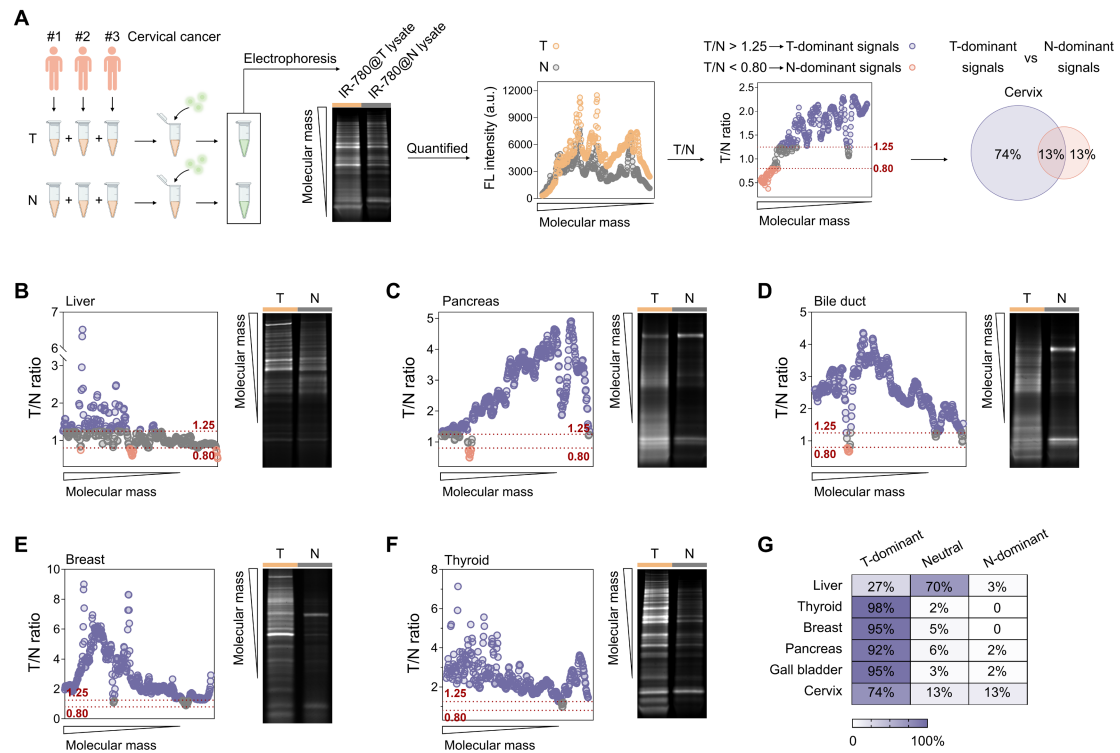 A
#1 #2 #3 Cervical cancer
T + + +
N + + +
Electrophoresis
IR-780@T lysate
IR-780@N lysate
Molecular mass
Quantified
T
N
FL intensity (a.u.)
12000
9000
6000
3000
0
Molecular mass
T/N
T/N > 1.25 → T-dominant signals
T/N < 0.80 → N-dominant signals
T/N ratio
2.5
2.0
1.5
1.0
0.5
1.25
0.80
Molecular mass
T-dominant signals vs N-dominant signals
Cervix
74% 13% 13%
B
Liver
T/N ratio
7
6
3
2
1
1.25
0.80
Molecular mass
T N
Molecular mass
C
Pancreas
T/N ratio
5
4
3
2
1
1.25
0.80
Molecular mass
T N
Molecular mass
D
Bile duct
T/N ratio
5
4
3
2
1
1.25
0.80
Molecular mass
T N
Molecular mass
E
Breast
T/N ratio
10
8
6
4
2
0
1.25
0.80
Molecular mass
T N
Molecular mass
F
Thyroid
T/N ratio
8
6
4
2
1.25
0.80
Molecular mass
T N
Molecular mass
G
T-dominant Neutral N-dominant
Liver 27% 70% 3%
Thyroid 98% 2% 0
Breast 95% 5% 0
Pancreas 92% 6% 2%
Gall bladder 95% 3% 2%
Cervix 74% 13% 13%
0 100%